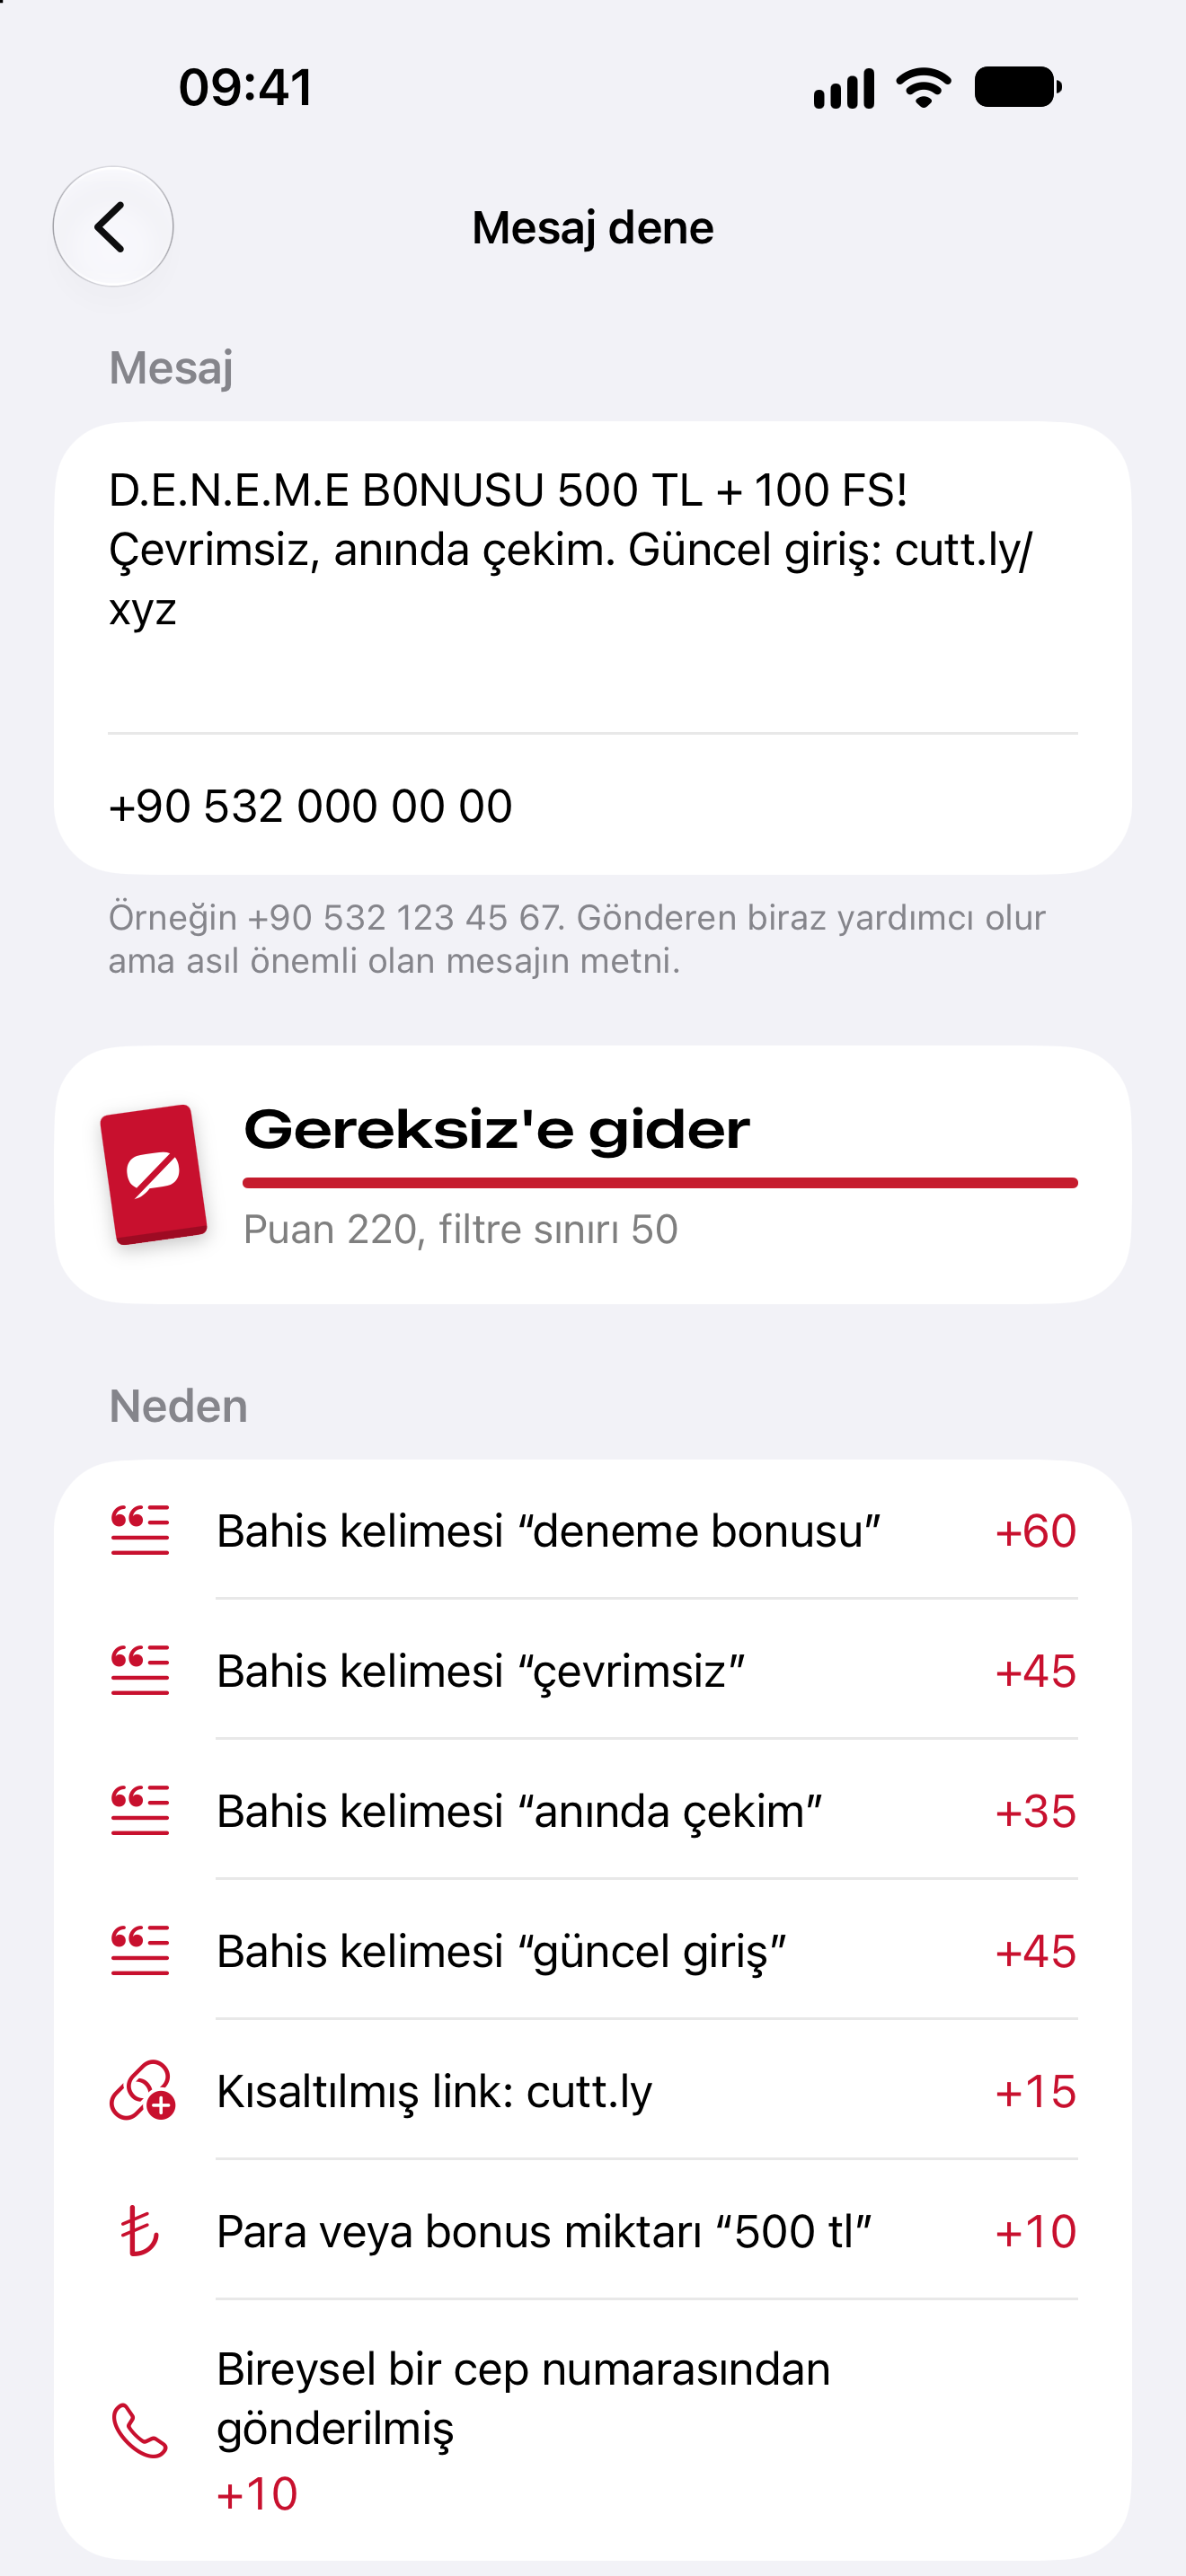 09:41
Mesaj dene
Mesaj
D.E.N.E.M.E B0NUSU 500 TL + 100 FS!
Çevrimsiz, anında çekim. Güncel giriş: cutt.ly/
xyz
+90 532 000 00 00
Örneğin +90 532 123 45 67. Gönderen biraz yardımcı olur
ama asıl önemli olan mesajın metni.
Gereksiz'e gider
Puan 220, filtre sınırı 50
Neden
Bahis kelimesi “deneme bonusu” +60
Bahis kelimesi “çevrimsiz” +45
Bahis kelimesi “anında çekim” +35
Bahis kelimesi “güncel giriş” +45
Kısaltılmış link: cutt.ly +15
Para veya bonus miktarı “500 tl” +10
Bireysel bir cep numarasından
gönderilmiş
+10